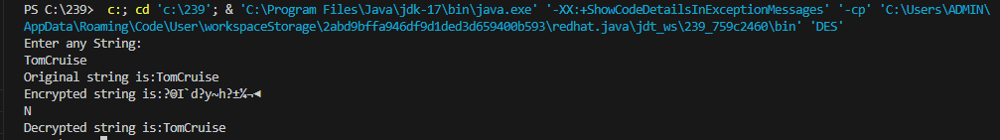 PS C:\239>  c:; cd 'c:\239'; & 'C:\Program Files\Java\jdk-17\bin\java.exe' '-XX:+ShowCodeDetailsInExceptionMessages' '-cp' 'C:\Users\ADMIN\
AppData\Roaming\Code\User\workspaceStorage\2abd9bffa946df9d1ded3d659400b593\redhat.java\jdt_ws\239_759c2460\bin' 'DES'
Enter any String:
TomCruise
Original string is:TomCruise
Encrypted string is:?☺I`d?y~h?±¼¬◄
N
Decrypted string is:TomCruise